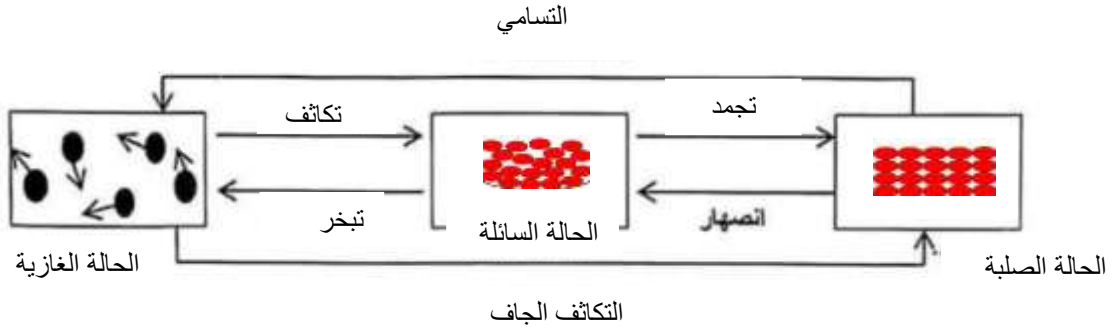 التسامي
تجمد
تكاثف
انصهار
تبخر
الحالة السائلة
الحالة الصلبة
الحالة الغازية
التكاثف الجاف